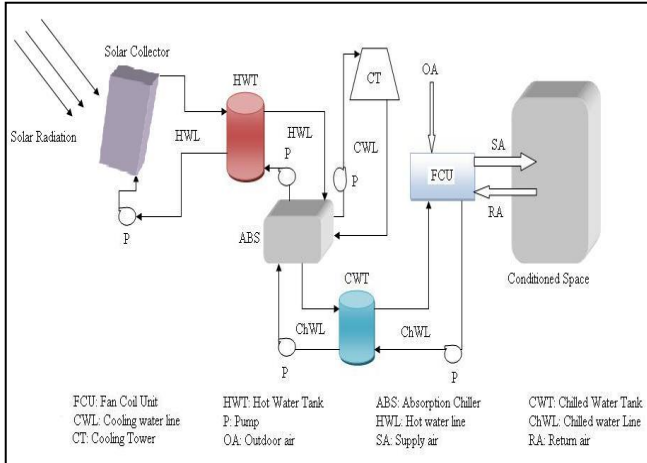 Solar Collector
HWT
CT
OA
Solar Radiation
HWL
HWL
CWL
SA
P
P
FCU
RA
P
ABS
CWT
Conditioned Space
ChWL
ChWL
P
P
FCU: Fan Coil Unit
CWL: Cooling water line
CT: Cooling Tower
HWT: Hot Water Tank
P: Pump
OA: Outdoor air
ABS: Absorption Chiller
HWL: Hot water line
SA: Supply air
CWT: Chilled Water Tank
ChWL: Chilled water Line
RA: Return air